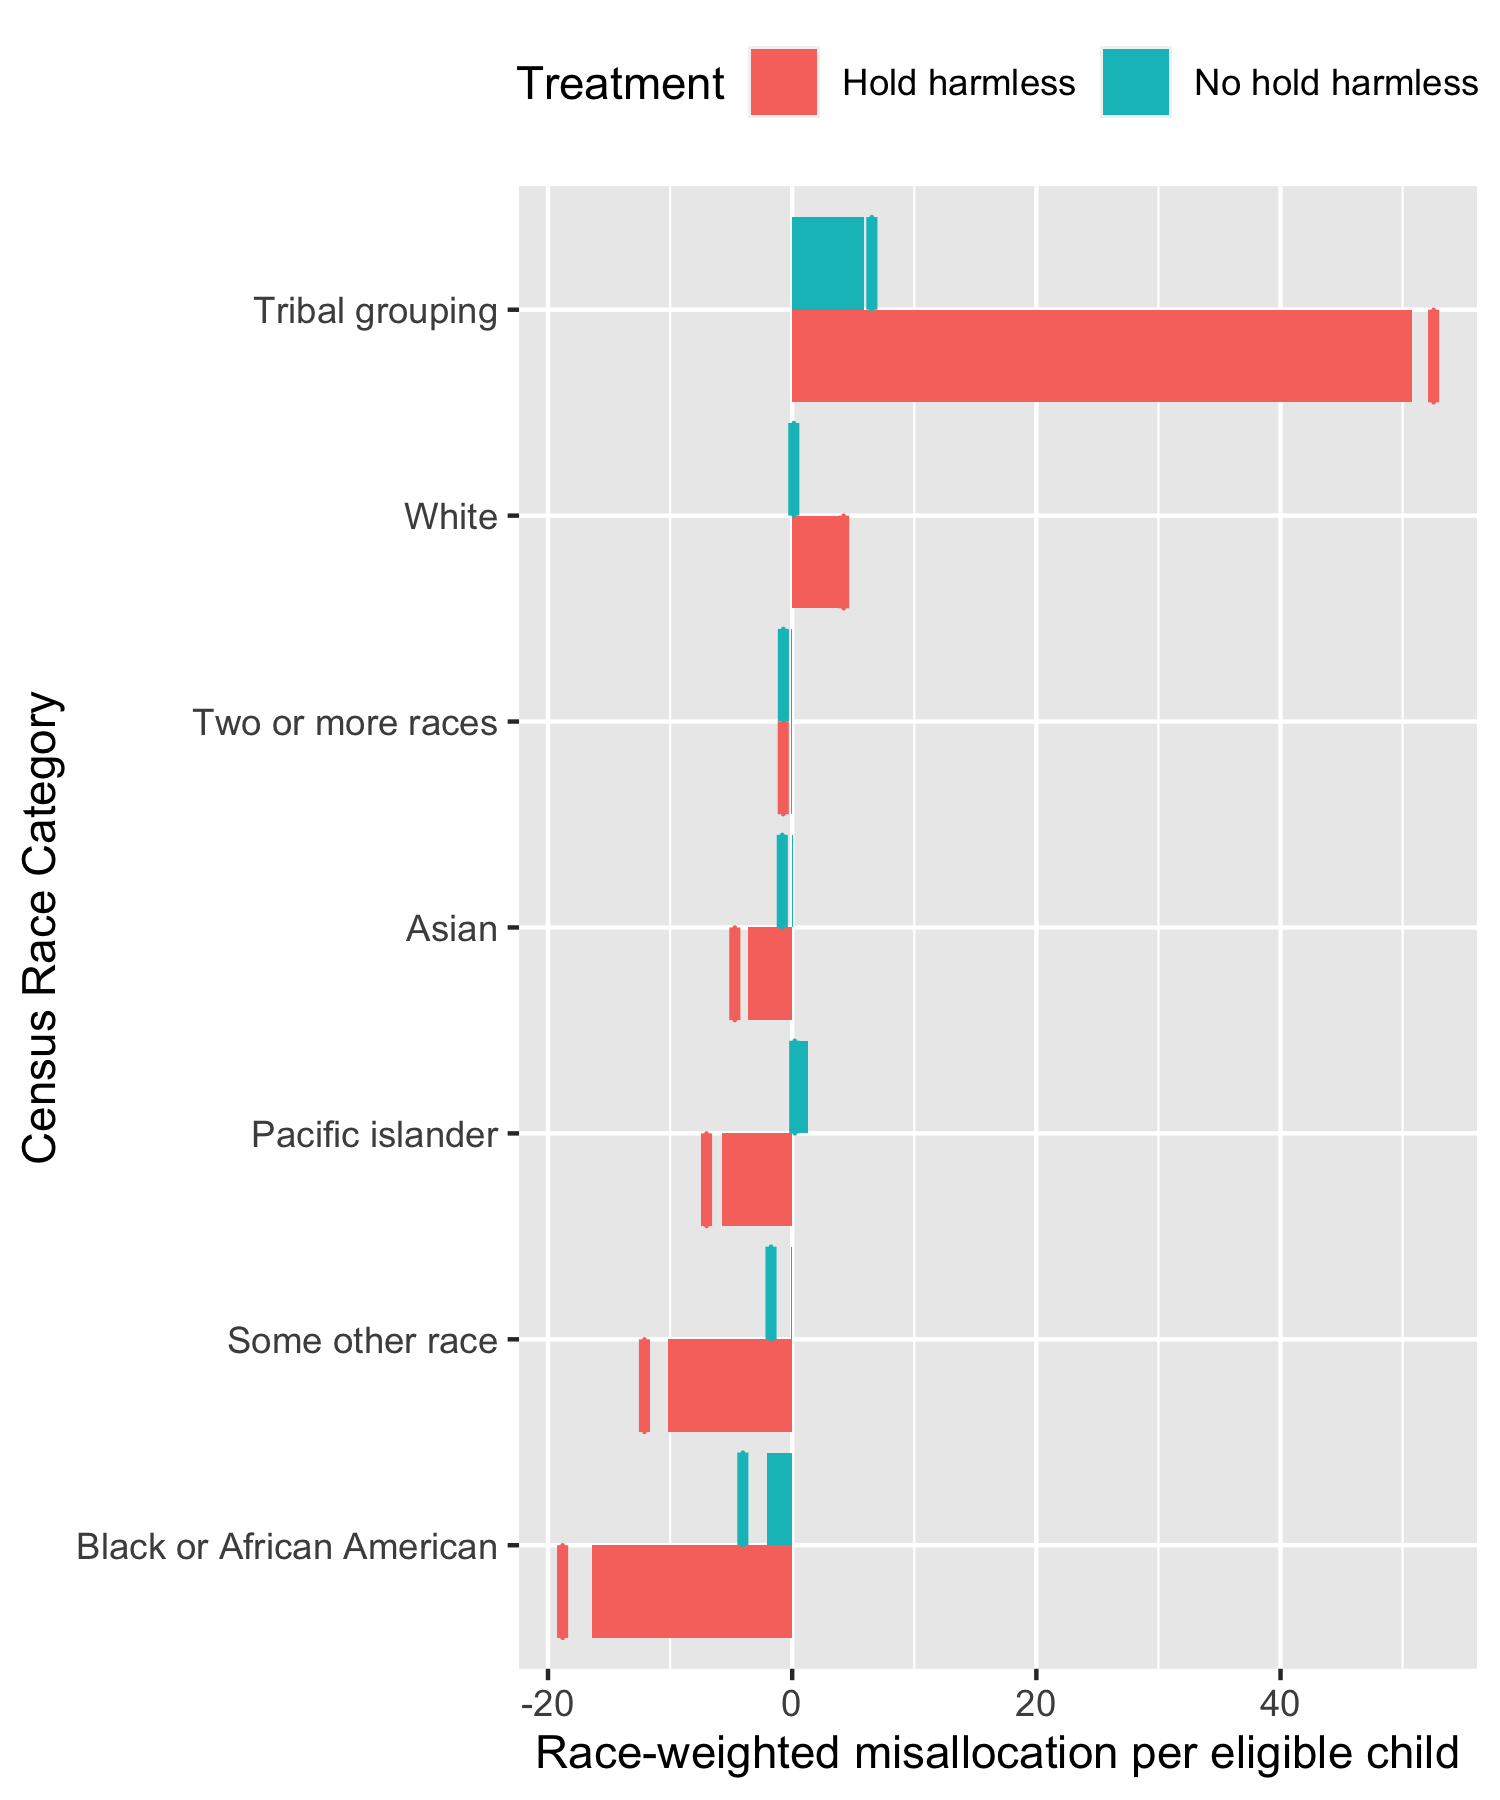 Treatment Hold harmless No hold harmless
Tribal grouping
White
Two or more races
Asian
Pacific islander
Some other race
Black or African American
Census Race Category
-20 0 20 40
Race-weighted misallocation per eligible child